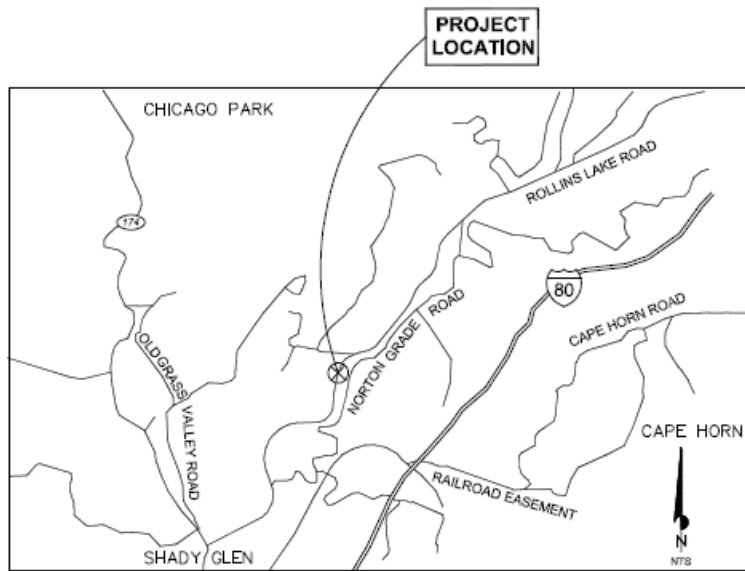 PROJECT
LOCATION
CHICAGO PARK
ROLLINS LAKE ROAD
174
80
NORTON GRADE ROAD
CAPE HORN ROAD
OLD GRASS VALLEY ROAD
CAPE HORN
RAILROAD EASEMENT
SHADY GLEN
N
NTS